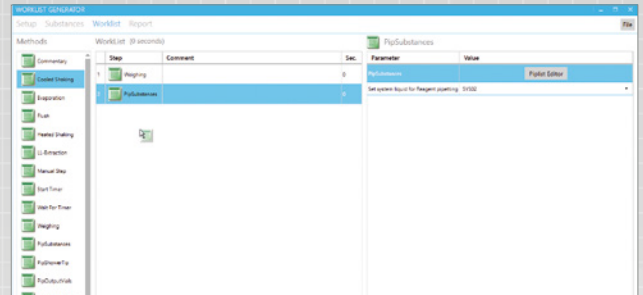 WORKLIST GENERATOR
Setup Substances Worklist Report
File
Methods
Commentary
Cooled Shaking
Evaporation
Flush
Heated Shaking
LL-Extraction
Manual Step
Start Timer
Wait For Timer
Weighing
PipSubstances
PipShowerTip
PipOutputVials
WorkList (0 seconds)
Step Comment Sec.
1 Weighing 0
2 PipSubstances 0
PipSubstances
Parameter Value
PipSubstances Piplist Editor
Set system liquid for Reagent pipetting SYS02